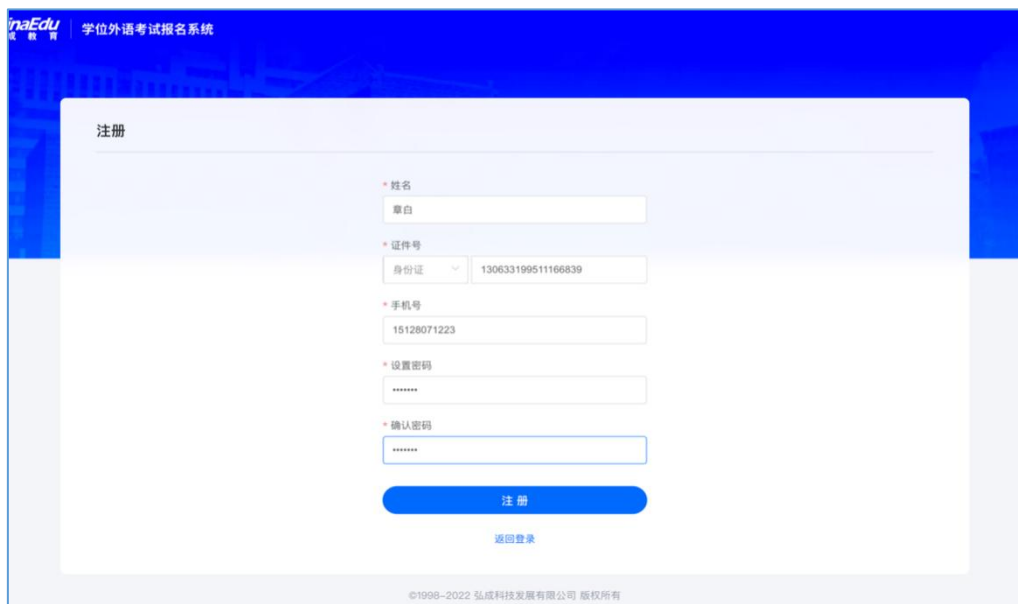 inaEdu 学位外语考试报名系统
成 教 育
注册
* 姓名
章白
* 证件号
身份证 130633199511166839
* 手机号
15128071223
* 设置密码
•••••••
* 确认密码
•••••••
注 册
返回登录
©1998-2022 弘成科技发展有限公司 版权所有